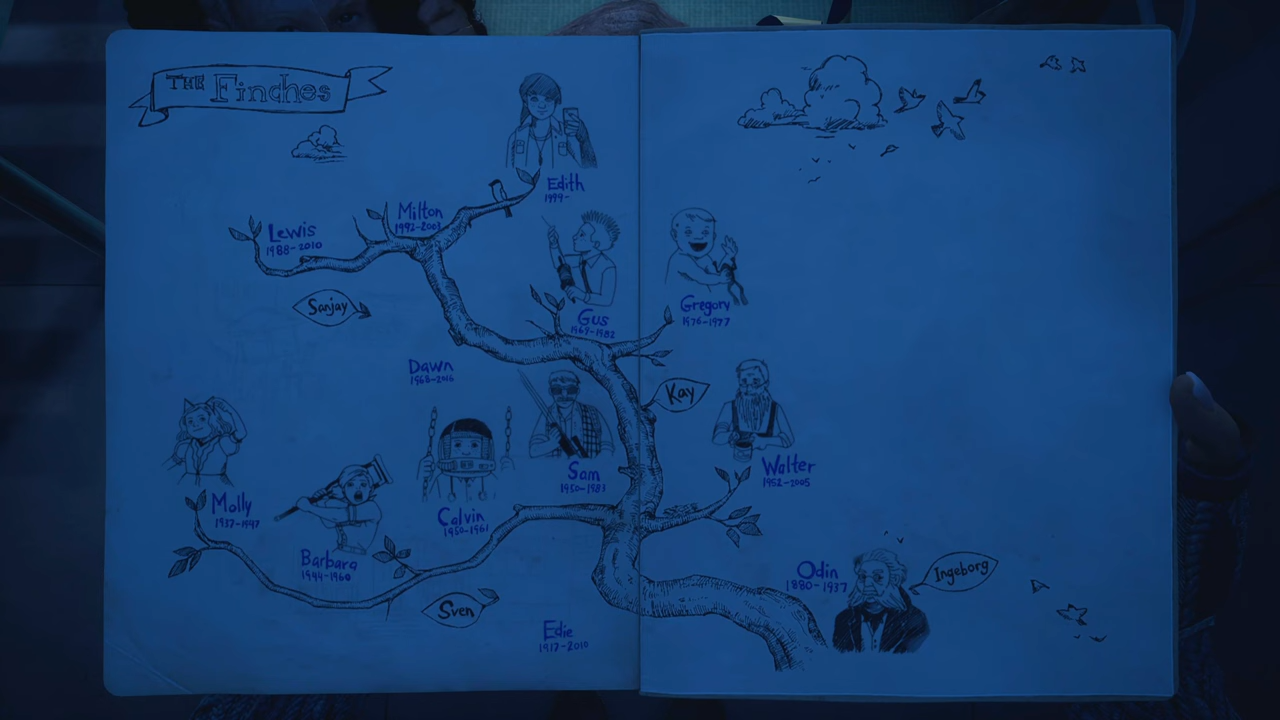 THE Finches
Edith
1999-
Milton
1992-2003
Lewis
1988-2010
Sanjay
Gus
1969-1982
Gregory
1976-1977
Dawn
1968-2016
Kay
Sam
1950-1983
Walter
1952-2005
Molly
1937-1947
Calvin
1950-1961
Barbara
1944-1960
Sven
Odin
1880-1937
Ingeborg
Edie
1917-2010